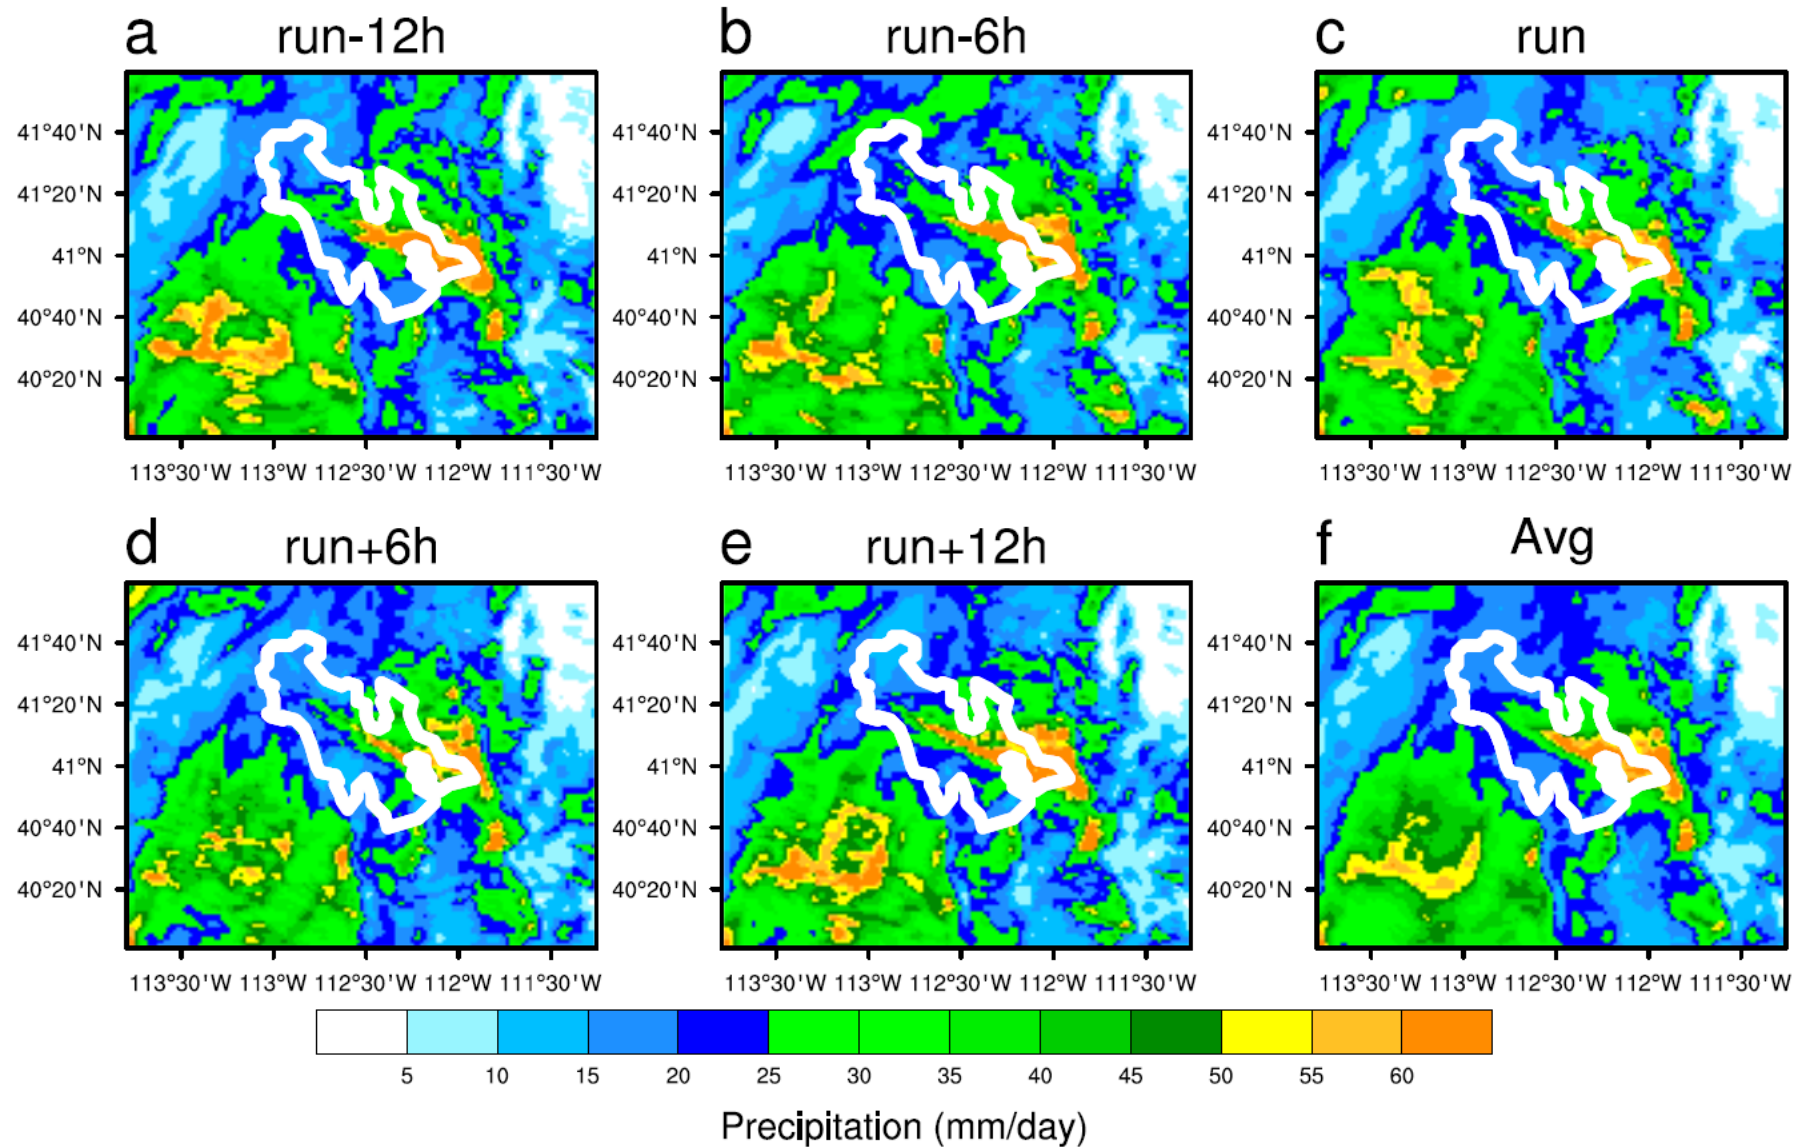 a run-12h
b run-6h
c run
41°40'N 41°40'N 41°40'N
41°20'N 41°20'N 41°20'N
41°N 41°N 41°N
40°40'N 40°40'N 40°40'N
40°20'N 40°20'N 40°20'N
113°30'W 113°W 112°30'W 112°W 111°30'W 113°30'W 113°W 112°30'W 112°W 111°30'W 113°30'W 113°W 112°30'W 112°W 111°30'W
d run+6h
e run+12h
f Avg
41°40'N 41°40'N 41°40'N
41°20'N 41°20'N 41°20'N
41°N 41°N 41°N
40°40'N 40°40'N 40°40'N
40°20'N 40°20'N 40°20'N
113°30'W 113°W 112°30'W 112°W 111°30'W 113°30'W 113°W 112°30'W 112°W 111°30'W 113°30'W 113°W 112°30'W 112°W 111°30'W
5 10 15 20 25 30 35 40 45 50 55 60
Precipitation (mm/day)